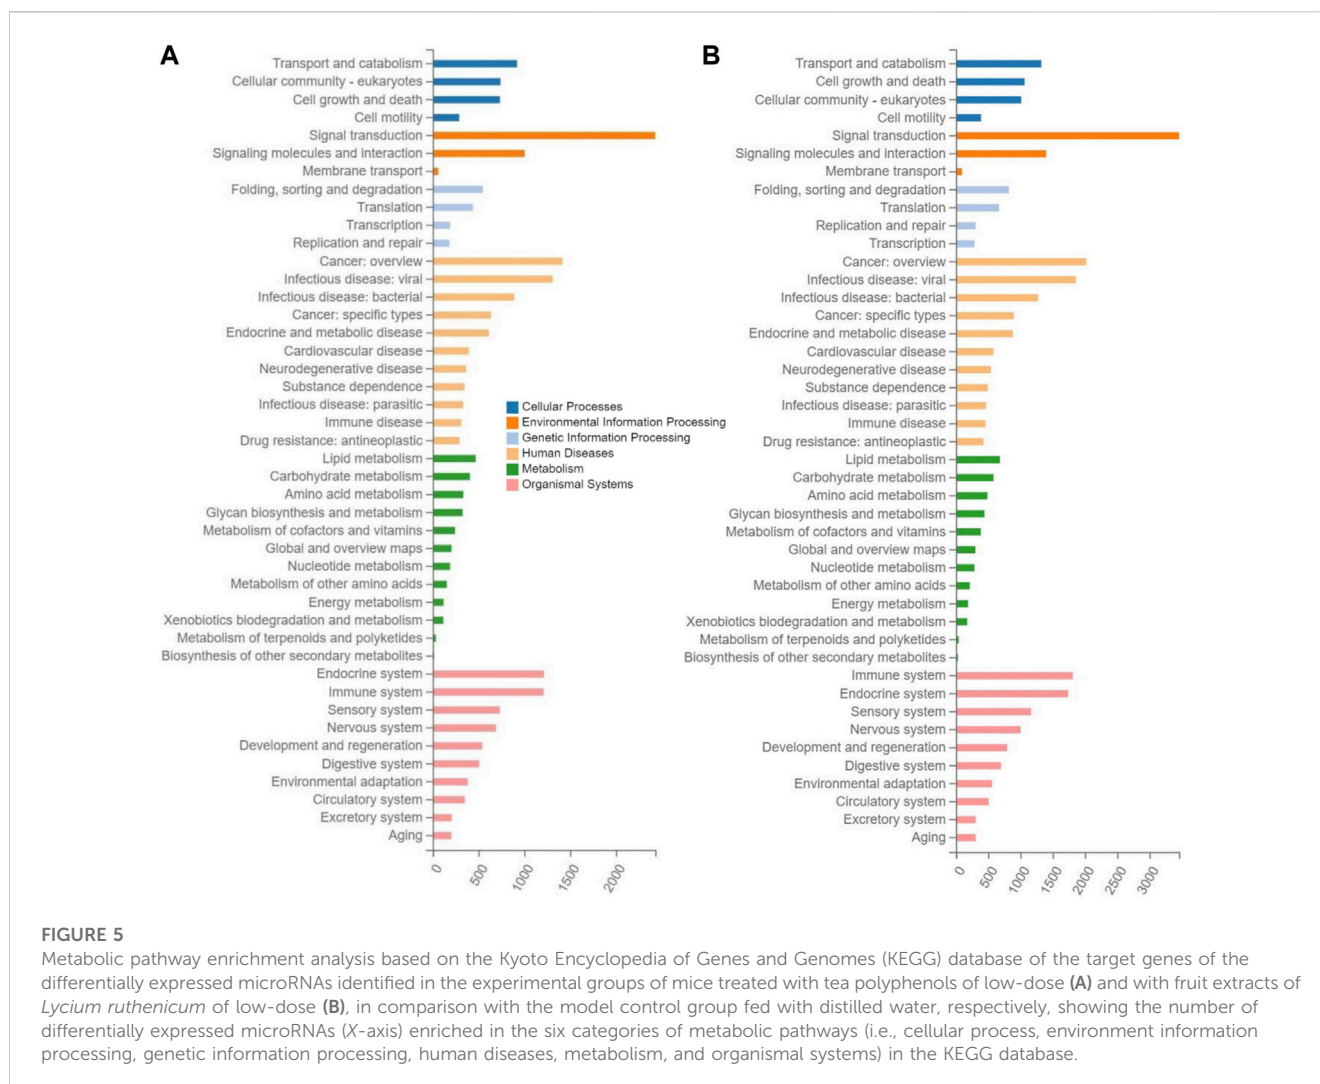 A
Transport and catabolism
Cellular community - eukaryotes
Cell growth and death
Cell motility
Signal transduction
Signaling molecules and interaction
Membrane transport
Folding, sorting and degradation
Translation
Transcription
Replication and repair
Cancer: overview
Infectious disease: viral
Infectious disease: bacterial
Cancer: specific types
Endocrine and metabolic disease
Cardiovascular disease
Neurodegenerative disease
Substance dependence
Infectious disease: parasitic
Immune disease
Drug resistance: antineoplastic
Lipid metabolism
Carbohydrate metabolism
Amino acid metabolism
Glycan biosynthesis and metabolism
Metabolism of cofactors and vitamins
Global and overview maps
Nucleotide metabolism
Metabolism of other amino acids
Energy metabolism
Xenobiotics biodegradation and metabolism
Metabolism of terpenoids and polyketides
Biosynthesis of other secondary metabolites
Endocrine system
Immune system
Sensory system
Nervous system
Development and regeneration
Digestive system
Environmental adaptation
Circulatory system
Excretory system
Aging
0 500 1000 1500 2000
Cellular Processes
Environmental Information Processing
Genetic Information Processing
Human Diseases
Metabolism
Organismal Systems
B
Transport and catabolism
Cell growth and death
Cellular community - eukaryotes
Cell motility
Signal transduction
Signaling molecules and interaction
Membrane transport
Folding, sorting and degradation
Translation
Replication and repair
Transcription
Cancer: overview
Infectious disease: viral
Infectious disease: bacterial
Cancer: specific types
Endocrine and metabolic disease
Cardiovascular disease
Neurodegenerative disease
Substance dependence
Infectious disease: parasitic
Immune disease
Drug resistance: antineoplastic
Lipid metabolism
Carbohydrate metabolism
Amino acid metabolism
Glycan biosynthesis and metabolism
Metabolism of cofactors and vitamins
Global and overview maps
Nucleotide metabolism
Metabolism of other amino acids
Energy metabolism
Xenobiotics biodegradation and metabolism
Metabolism of terpenoids and polyketides
Biosynthesis of other secondary metabolites
Immune system
Endocrine system
Sensory system
Nervous system
Development and regeneration
Digestive system
Environmental adaptation
Circulatory system
Excretory system
Aging
0 500 1000 1500 2000 2500 3000
FIGURE 5
Metabolic pathway enrichment analysis based on the Kyoto Encyclopedia of Genes and Genomes (KEGG) database of the target genes of the
differentially expressed microRNAs identified in the experimental groups of mice treated with tea polyphenols of low-dose (A) and with fruit extracts of
Lycium ruthenicum of low-dose (B), in comparison with the model control group fed with distilled water, respectively, showing the number of
differentially expressed microRNAs (X-axis) enriched in the six categories of metabolic pathways (i.e., cellular process, environment information
processing, genetic information processing, human diseases, metabolism, and organismal systems) in the KEGG database.